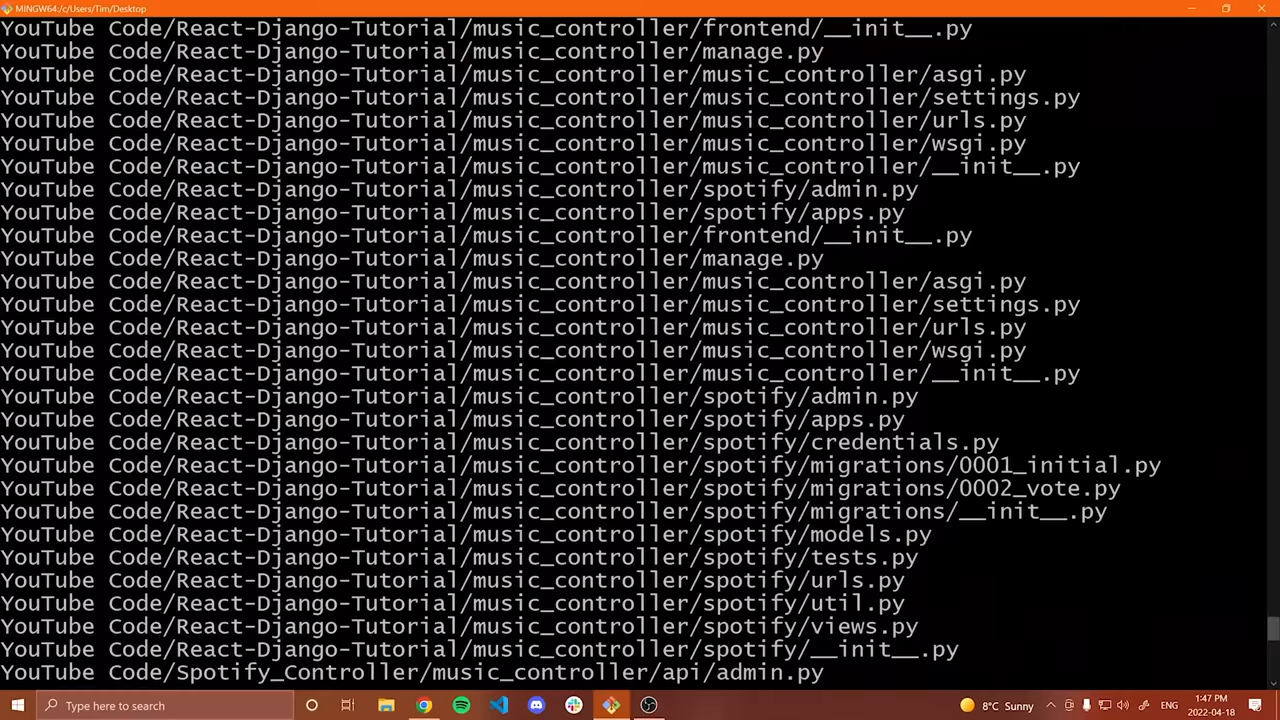 MINGW64:/c/Users/Tim/Desktop
YouTube Code/React-Django-Tutorial/music_controller/frontend/__init__.py
YouTube Code/React-Django-Tutorial/music_controller/manage.py
YouTube Code/React-Django-Tutorial/music_controller/music_controller/asgi.py
YouTube Code/React-Django-Tutorial/music_controller/music_controller/settings.py
YouTube Code/React-Django-Tutorial/music_controller/music_controller/urls.py
YouTube Code/React-Django-Tutorial/music_controller/music_controller/wsgi.py
YouTube Code/React-Django-Tutorial/music_controller/music_controller/__init__.py
YouTube Code/React-Django-Tutorial/music_controller/spotify/admin.py
YouTube Code/React-Django-Tutorial/music_controller/spotify/apps.py
YouTube Code/React-Django-Tutorial/music_controller/frontend/__init__.py
YouTube Code/React-Django-Tutorial/music_controller/manage.py
YouTube Code/React-Django-Tutorial/music_controller/music_controller/asgi.py
YouTube Code/React-Django-Tutorial/music_controller/music_controller/settings.py
YouTube Code/React-Django-Tutorial/music_controller/music_controller/urls.py
YouTube Code/React-Django-Tutorial/music_controller/music_controller/wsgi.py
YouTube Code/React-Django-Tutorial/music_controller/music_controller/__init__.py
YouTube Code/React-Django-Tutorial/music_controller/spotify/admin.py
YouTube Code/React-Django-Tutorial/music_controller/spotify/apps.py
YouTube Code/React-Django-Tutorial/music_controller/spotify/credentials.py
YouTube Code/React-Django-Tutorial/music_controller/spotify/migrations/0001_initial.py
YouTube Code/React-Django-Tutorial/music_controller/spotify/migrations/0002_vote.py
YouTube Code/React-Django-Tutorial/music_controller/spotify/migrations/__init__.py
YouTube Code/React-Django-Tutorial/music_controller/spotify/models.py
YouTube Code/React-Django-Tutorial/music_controller/spotify/tests.py
YouTube Code/React-Django-Tutorial/music_controller/spotify/urls.py
YouTube Code/React-Django-Tutorial/music_controller/spotify/util.py
YouTube Code/React-Django-Tutorial/music_controller/spotify/views.py
YouTube Code/React-Django-Tutorial/music_controller/spotify/__init__.py
YouTube Code/Spotify_Controller/music_controller/api/admin.py
Type here to search
8°C Sunny
ENG
1:47 PM
2022-04-18